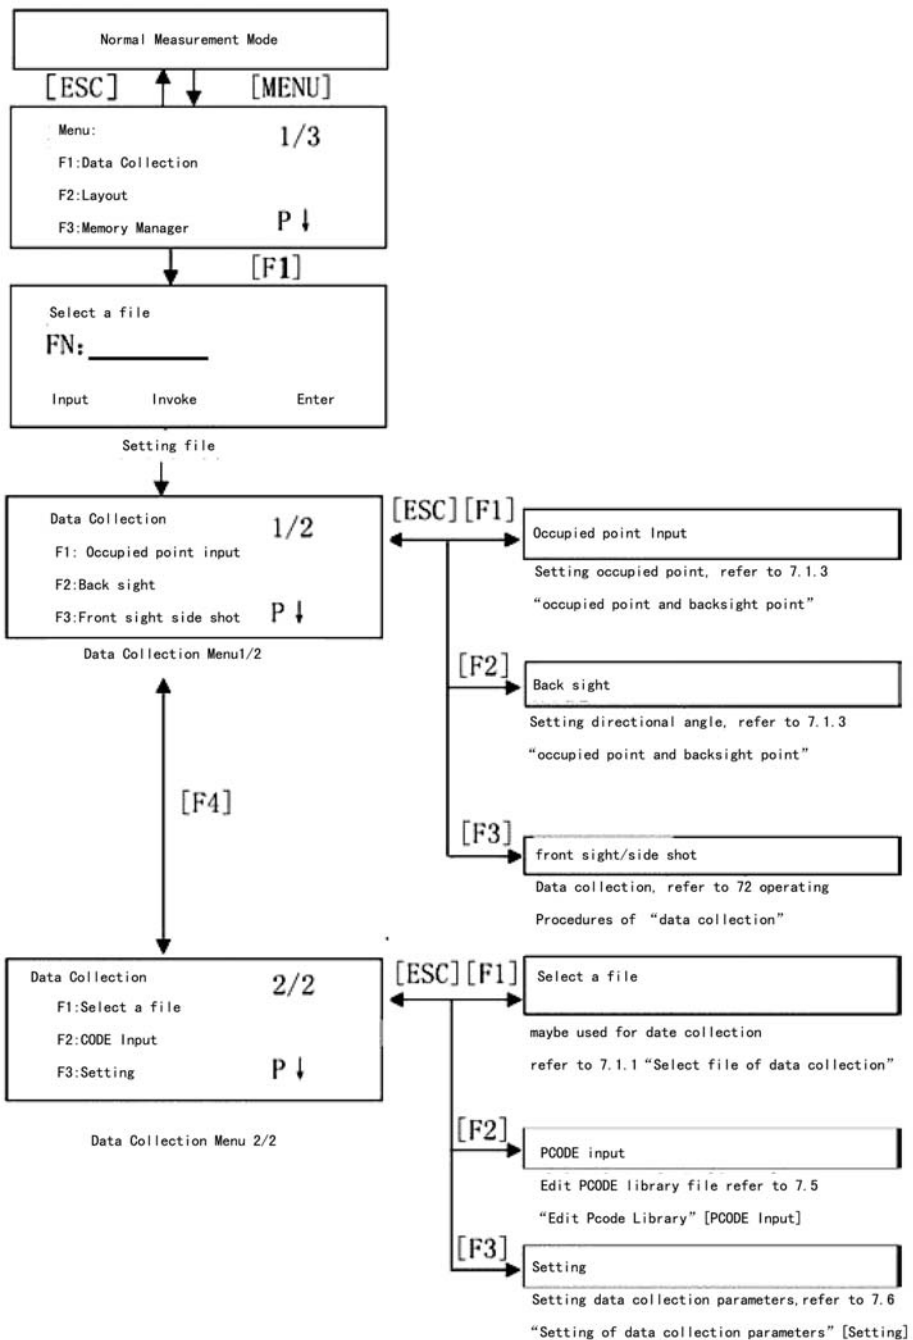 Normal Measurement Mode
[ESC] [MENU]
Menu: 1/3
F1:Data Collection
F2:Layout
F3:Memory Manager P↓
[F1]
Select a file
FN:
Input Invoke Enter
Setting file
Data Collection 1/2
F1: Occupied point input
F2:Back sight
F3:Front sight side shot P↓
Data Collection Menu1/2
[ESC][F1]
Occupied point Input
Setting occupied point, refer to 7.1.3
“occupied point and backsight point”
[F2]
Back sight
Setting directional angle, refer to 7.1.3
“occupied point and backsight point”
[F4]
[F3]
front sight/side shot
Data collection, refer to 72 operating
Procedures of “data collection”
Data Collection 2/2
F1:Select a file
F2:CODE Input
F3:Setting P↓
Data Collection Menu 2/2
[ESC][F1]
Select a file
maybe used for date collection
refer to 7.1.1“Select file of data collection”
[F2]
PCODE input
Edit PCODE library file refer to 7.5
“Edit Pcode Library”[PCODE Input]
[F3]
Setting
Setting data collection parameters,refer to 7.6
“Setting of data collection parameters”[Setting]